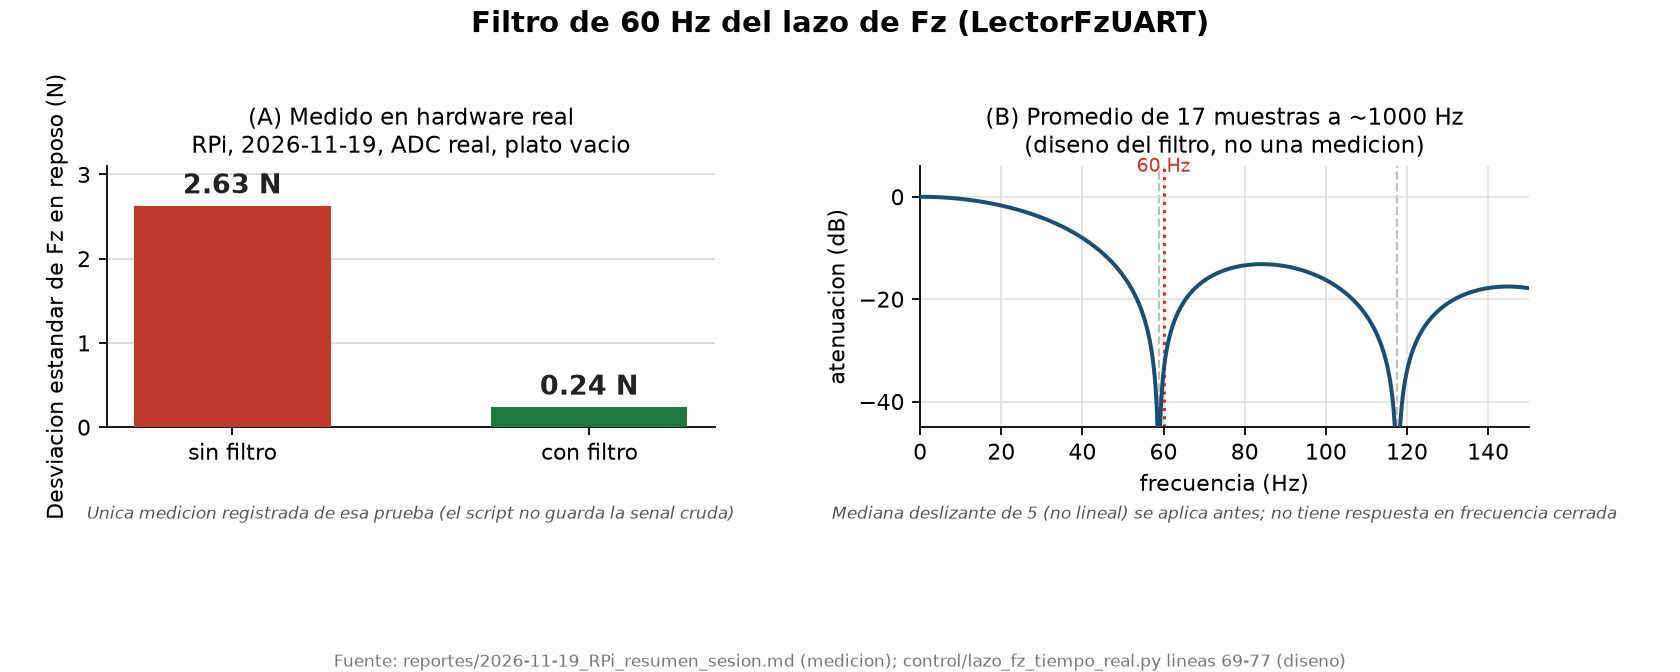 Filtro de 60 Hz del lazo de Fz (LectorFzUART)
(A) Medido en hardware real
RPi, 2026-11-19, ADC real, plato vacio
Desviacion estandar de Fz en reposo (N)
3
2
1
0
2.63 N
0.24 N
sin filtro
con filtro
Unica medicion registrada de esa prueba (el script no guarda la senal cruda)
(B) Promedio de 17 muestras a ~1000 Hz
(diseno del filtro, no una medicion)
60 Hz
atenuacion (dB)
0
−20
−40
0 20 40 60 80 100 120 140
frecuencia (Hz)
Mediana deslizante de 5 (no lineal) se aplica antes; no tiene respuesta en frecuencia cerrada
Fuente: reportes/2026-11-19_RPi_resumen_sesion.md (medicion); control/lazo_fz_tiempo_real.py lineas 69-77 (diseno)